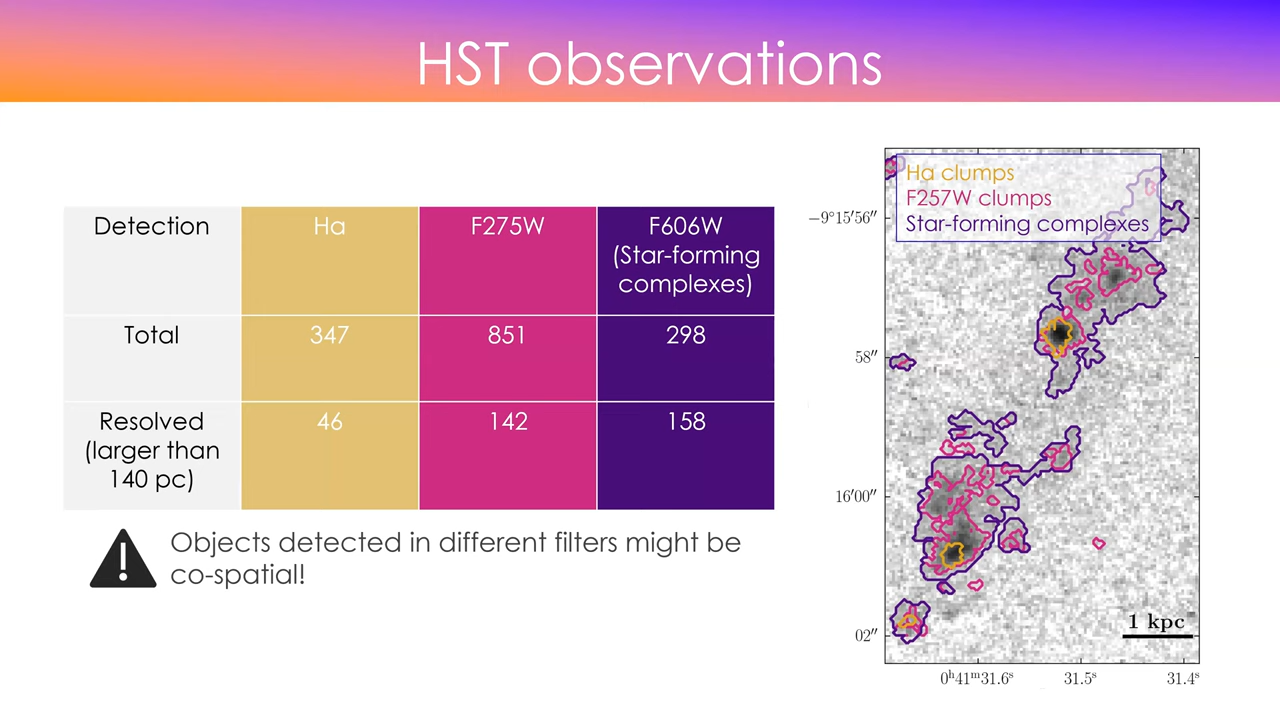 HST observations
Detection
Ha
F275W
F606W
(Star-forming
complexes)
Total
347
851
298
Resolved
(larger than
140 pc)
46
142
158
Objects detected in different filters might be
co-spatial!
Ha clumps
F257W clumps
Star-forming complexes
−9°15′56″
58″
16′00″
02″
1 kpc
0ʰ41ᵐ31.6ˢ
31.5ˢ
31.4ˢ